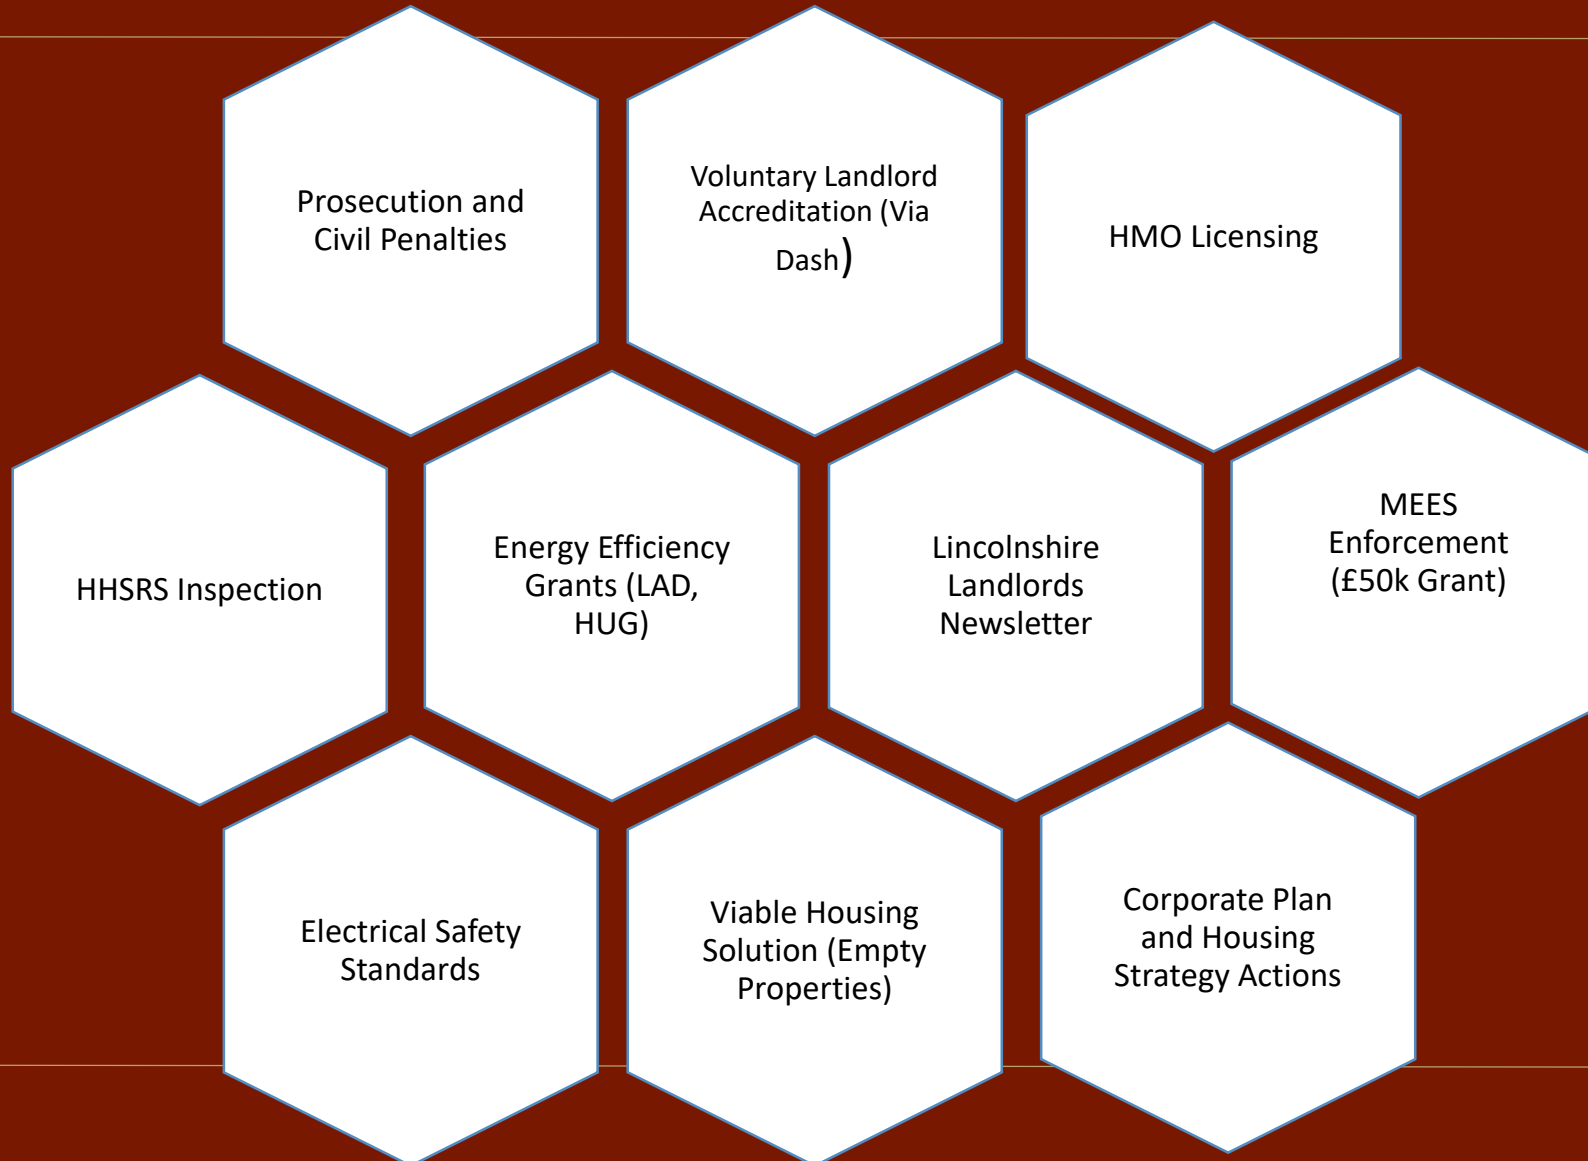 Prosecution and
Civil Penalties
Voluntary Landlord
Accreditation (Via
Dash)
HMO Licensing
HHSRS Inspection
Energy Efficiency
Grants (LAD,
HUG)
Lincolnshire
Landlords
Newsletter
MEES
Enforcement
(£50k Grant)
Electrical Safety
Standards
Viable Housing
Solution (Empty
Properties)
Corporate Plan
and Housing
Strategy Actions